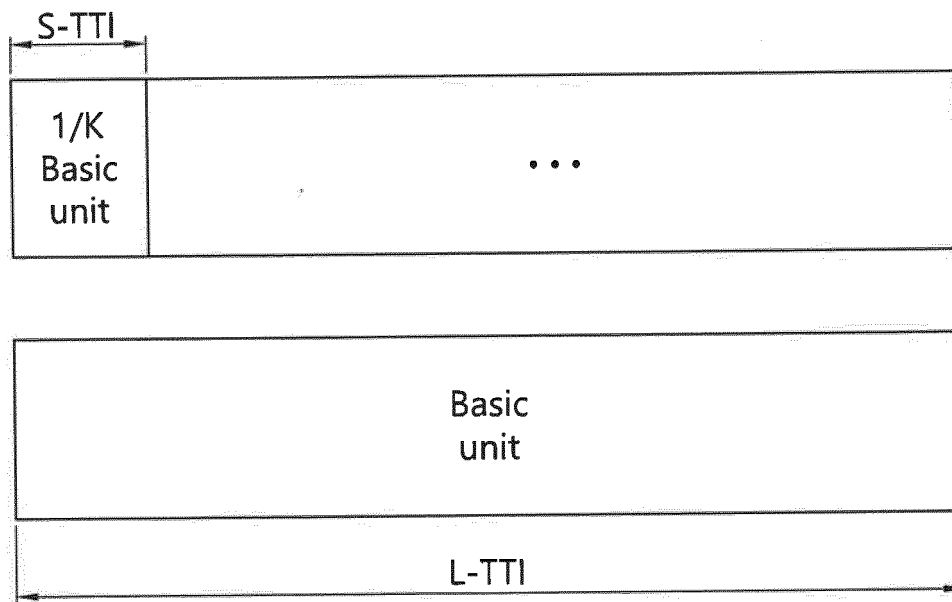 S-TTI
1/K
Basic
unit
• • •
Basic
unit
L-TTI